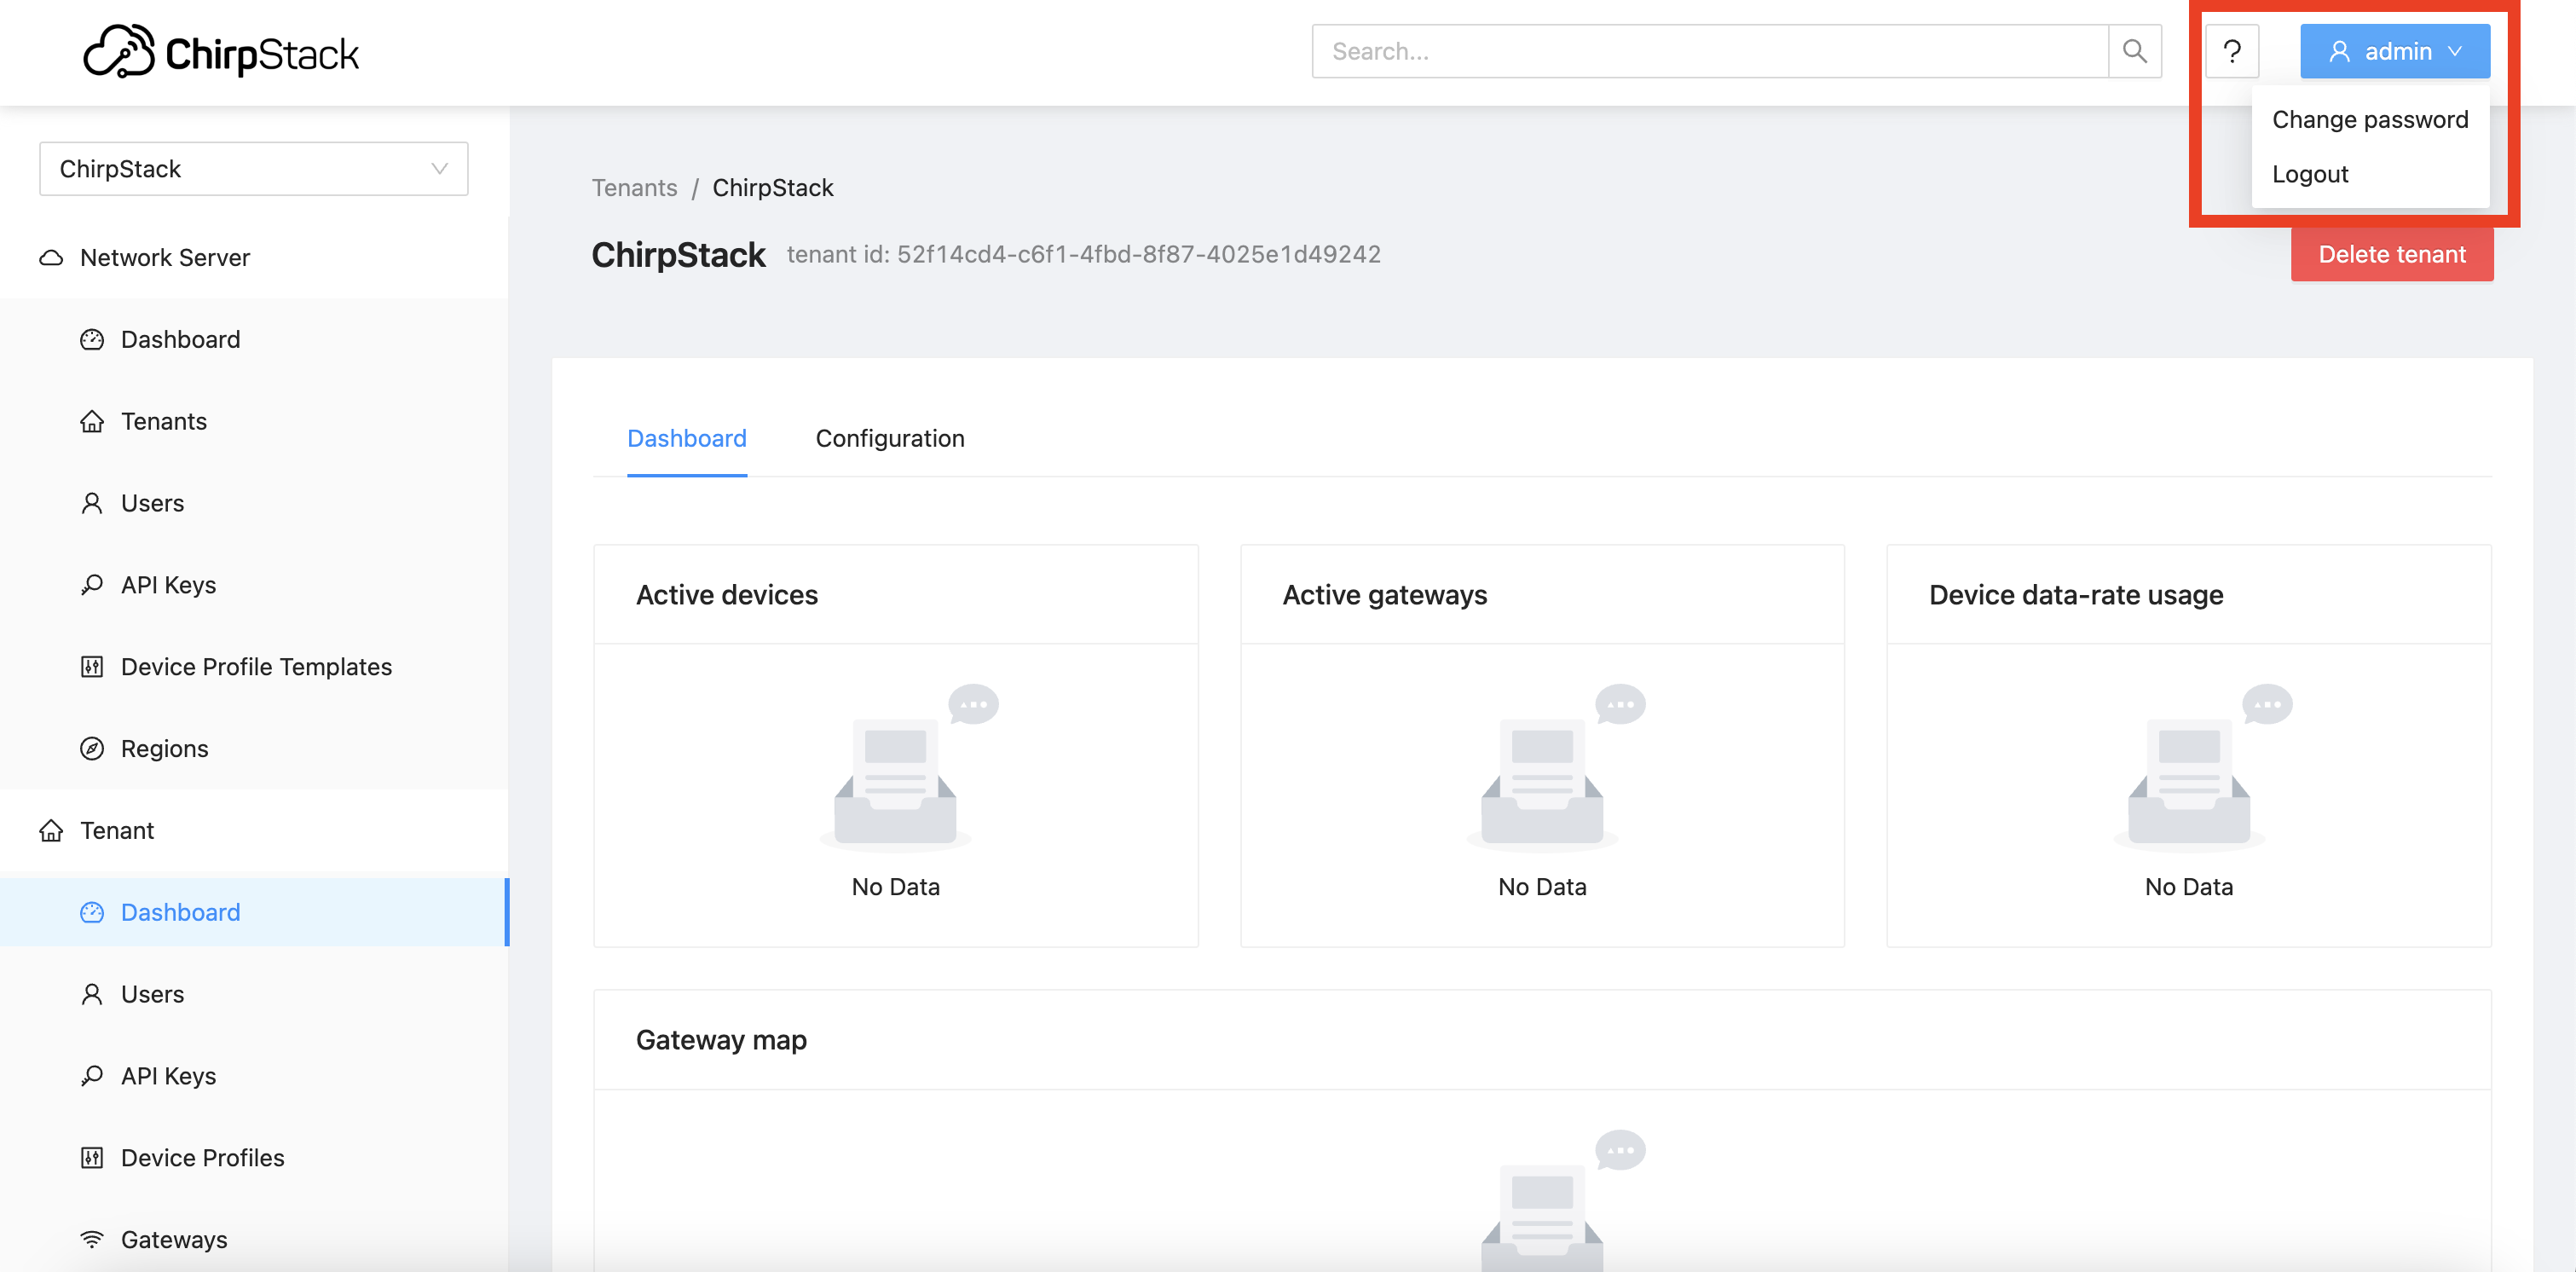 ChirpStack
Search...
?
admin
Change password
Logout
ChirpStack
Network Server
Dashboard
Tenants
Users
API Keys
Device Profile Templates
Regions
Tenant
Dashboard
Users
API Keys
Device Profiles
Gateways
Tenants / ChirpStack
ChirpStack tenant id: 52f14cd4-c6f1-4fbd-8f87-4025e1d49242
Delete tenant
Dashboard
Configuration
Active devices
No Data
Active gateways
No Data
Device data-rate usage
No Data
Gateway map